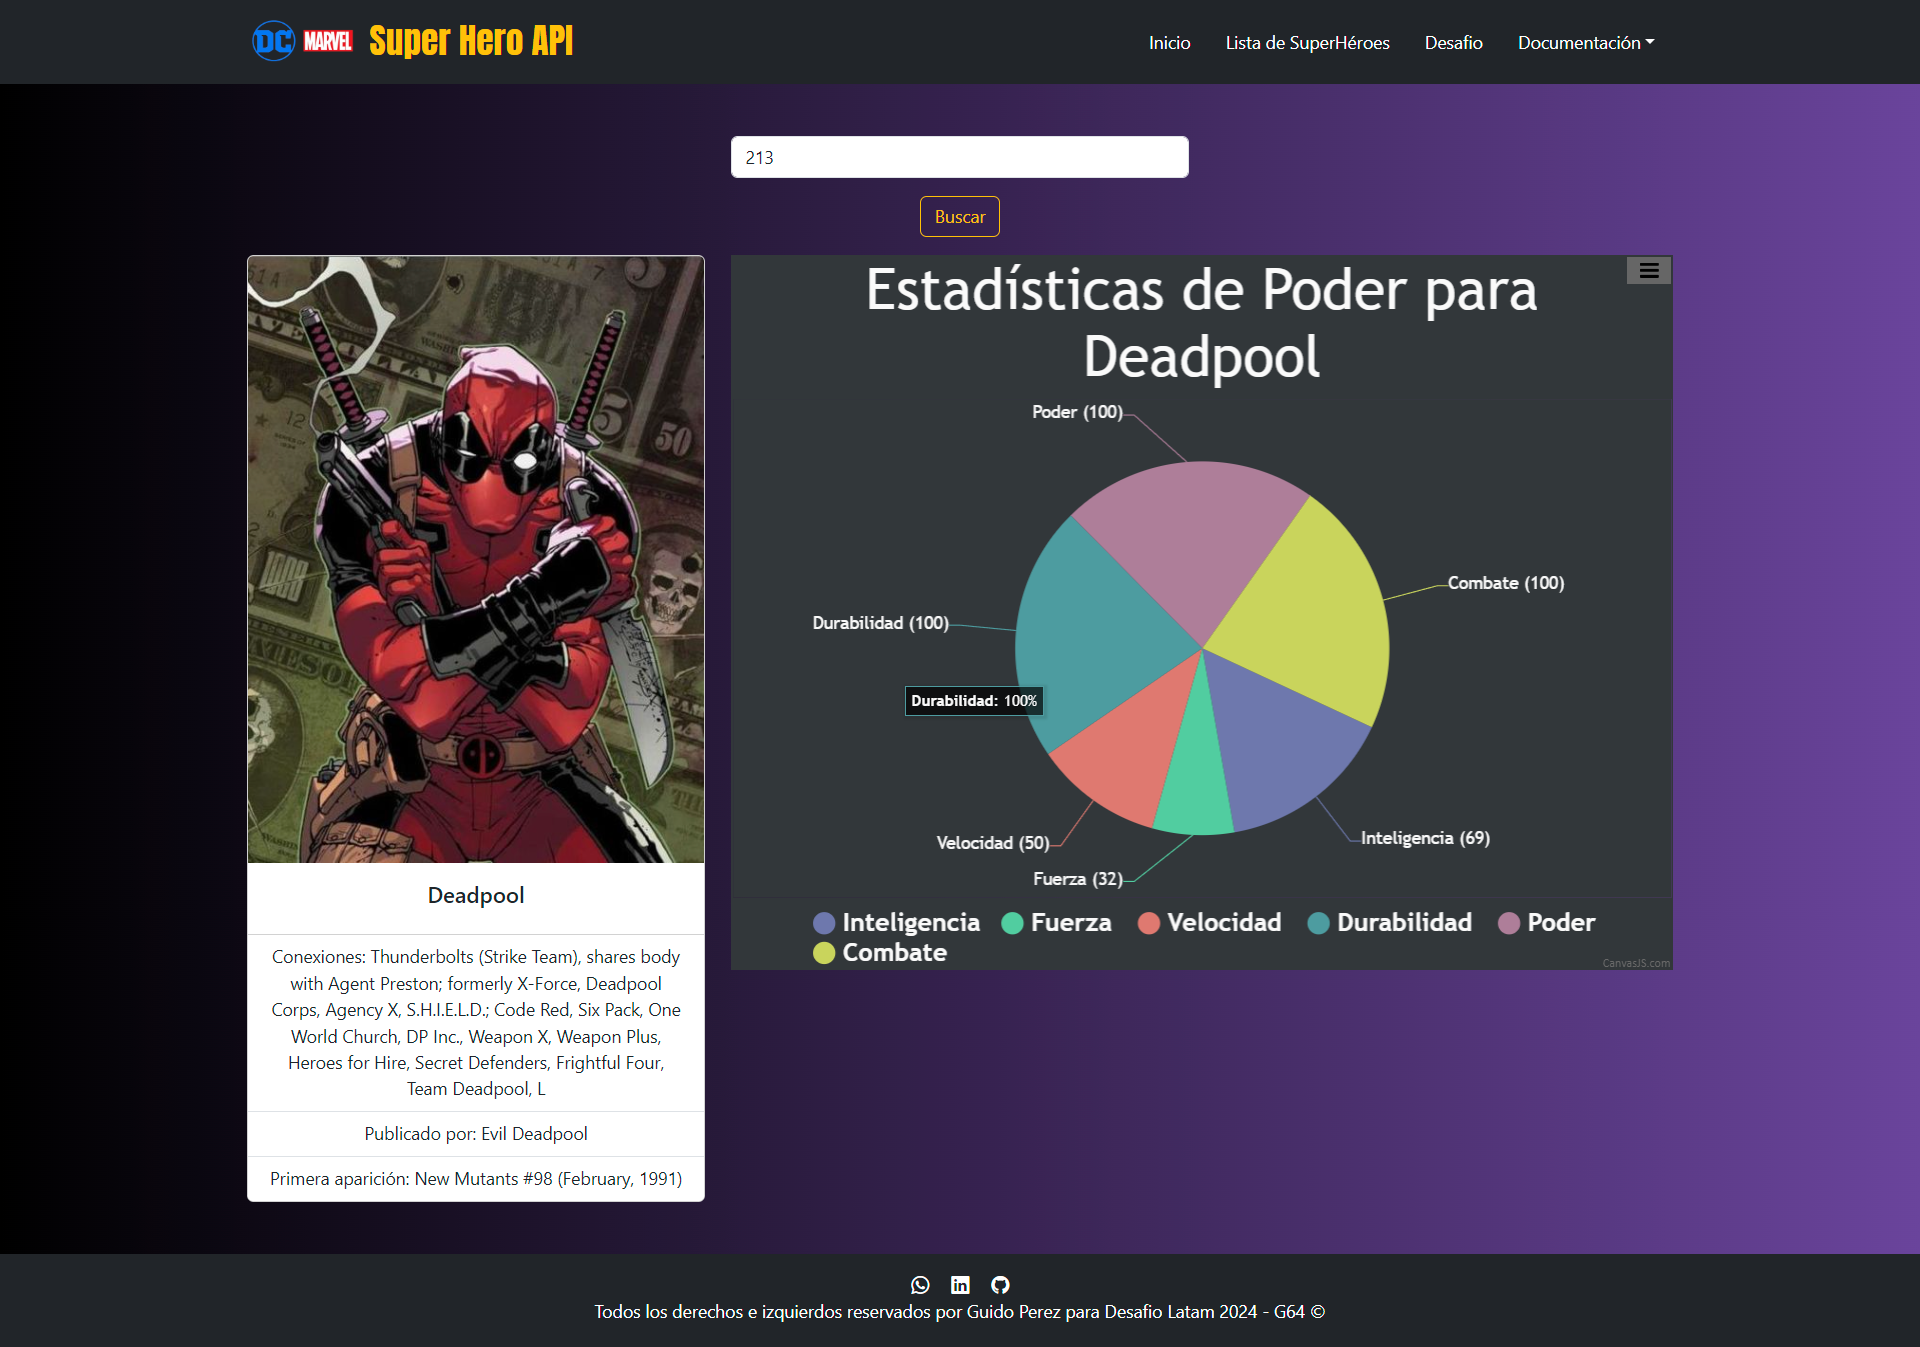 DC MARVEL Super Hero API
Inicio Lista de SuperHéroes Desafio Documentación
213
Buscar
Estadísticas de Poder para
Deadpool
Poder (100)
Combate (100)
Durabilidad (100)
Durabilidad: 100%
Velocidad (50)
Inteligencia (69)
Fuerza (32)
Inteligencia Fuerza Velocidad Durabilidad Poder
Combate
CanvasJS.com
Deadpool
Conexiones: Thunderbolts (Strike Team), shares body
with Agent Preston; formerly X-Force, Deadpool
Corps, Agency X, S.H.I.E.L.D.; Code Red, Six Pack, One
World Church, DP Inc., Weapon X, Weapon Plus,
Heroes for Hire, Secret Defenders, Frightful Four,
Team Deadpool, L
Publicado por: Evil Deadpool
Primera aparición: New Mutants #98 (February, 1991)
Todos los derechos e izquierdos reservados por Guido Perez para Desafio Latam 2024 - G64 ©